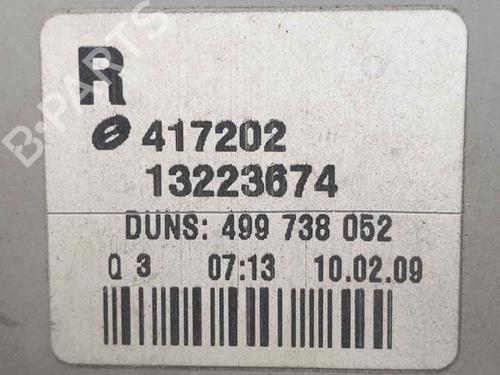 R
417202
13223674
DUNS: 499 738 052
Q 3 07:13 10.02.09
B-PARTS